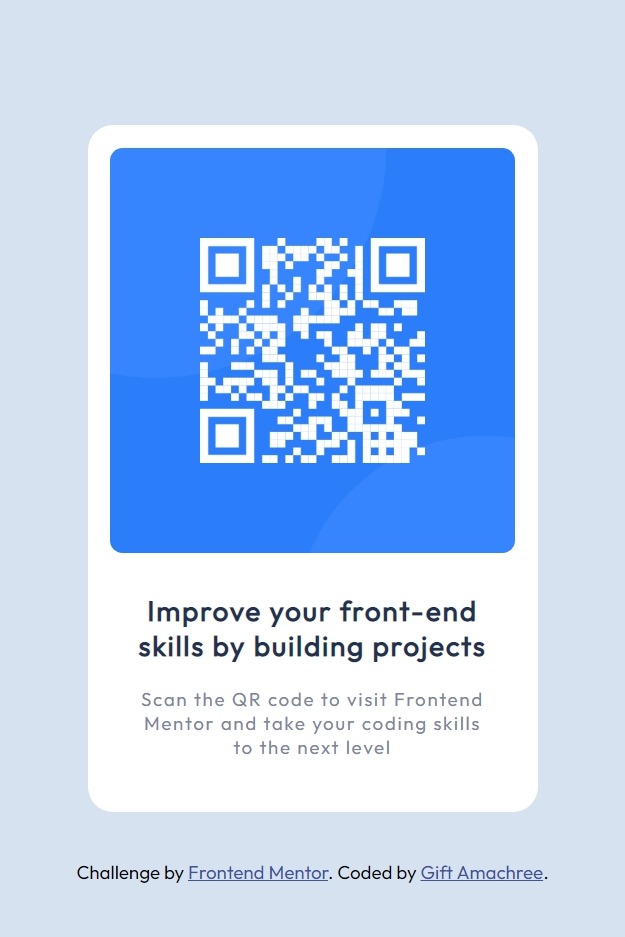 Improve your front-end
skills by building projects
Scan the QR code to visit Frontend
Mentor and take your coding skills
to the next level
Challenge by Frontend Mentor. Coded by Gift Amachree.